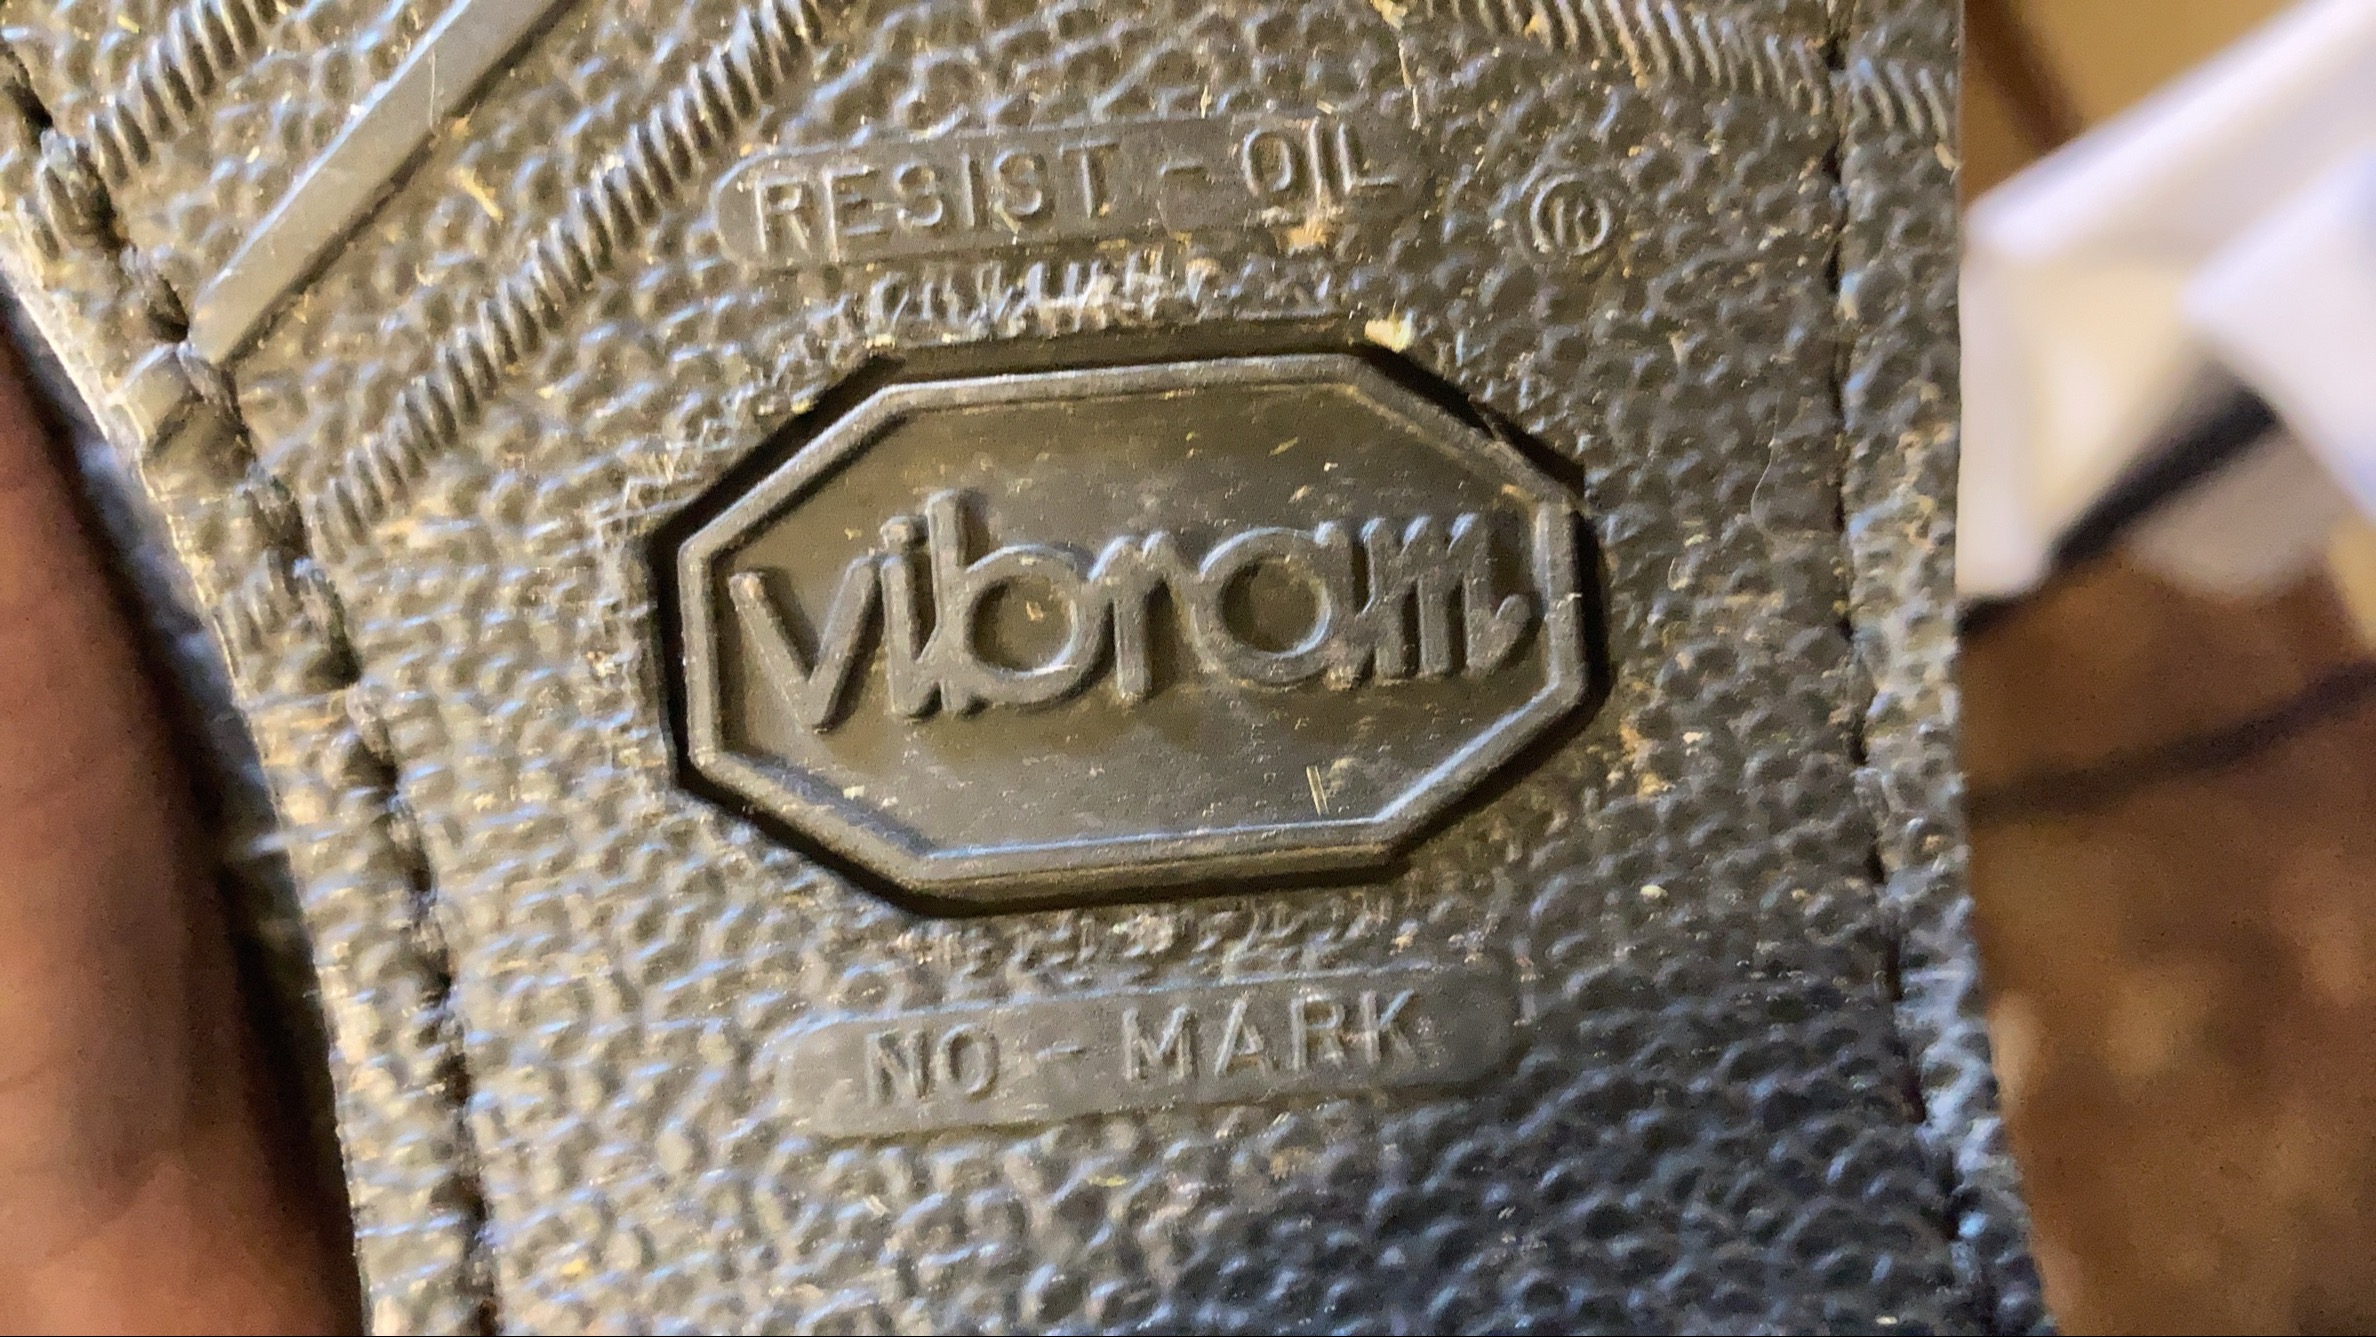 RESIST - OIL
®
vibram
NO - MARK